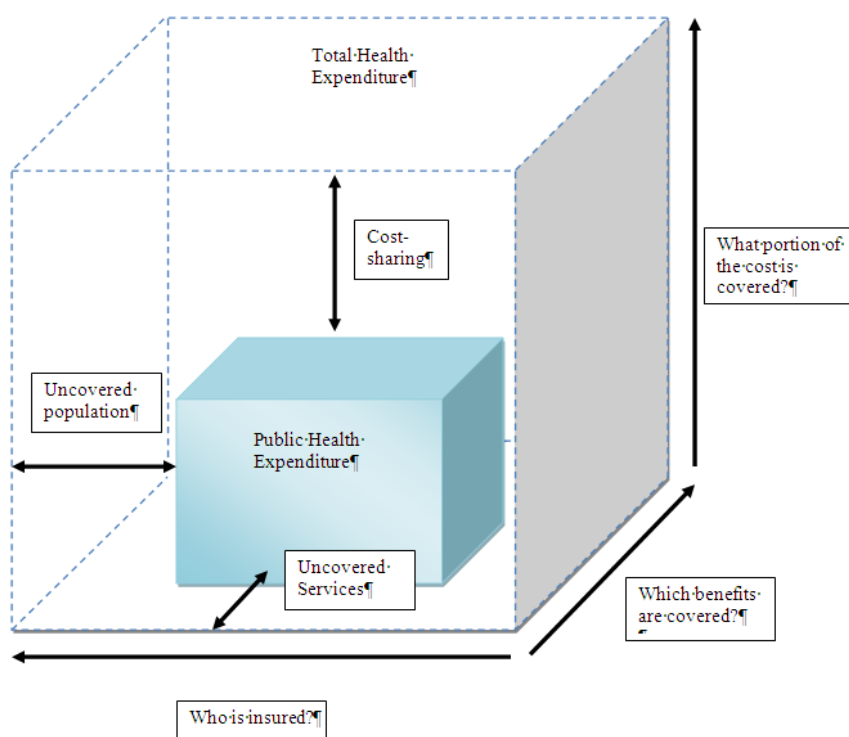 Total·Health·
Expenditure¶
Cost-
sharing¶
What·portion·of·
the·cost·is·
covered?¶
Uncovered·
population¶
Public·Health·
Expenditure¶
Uncovered·
Services¶
Which·benefits·
are·covered?¶
¶
Who·is·insured?¶